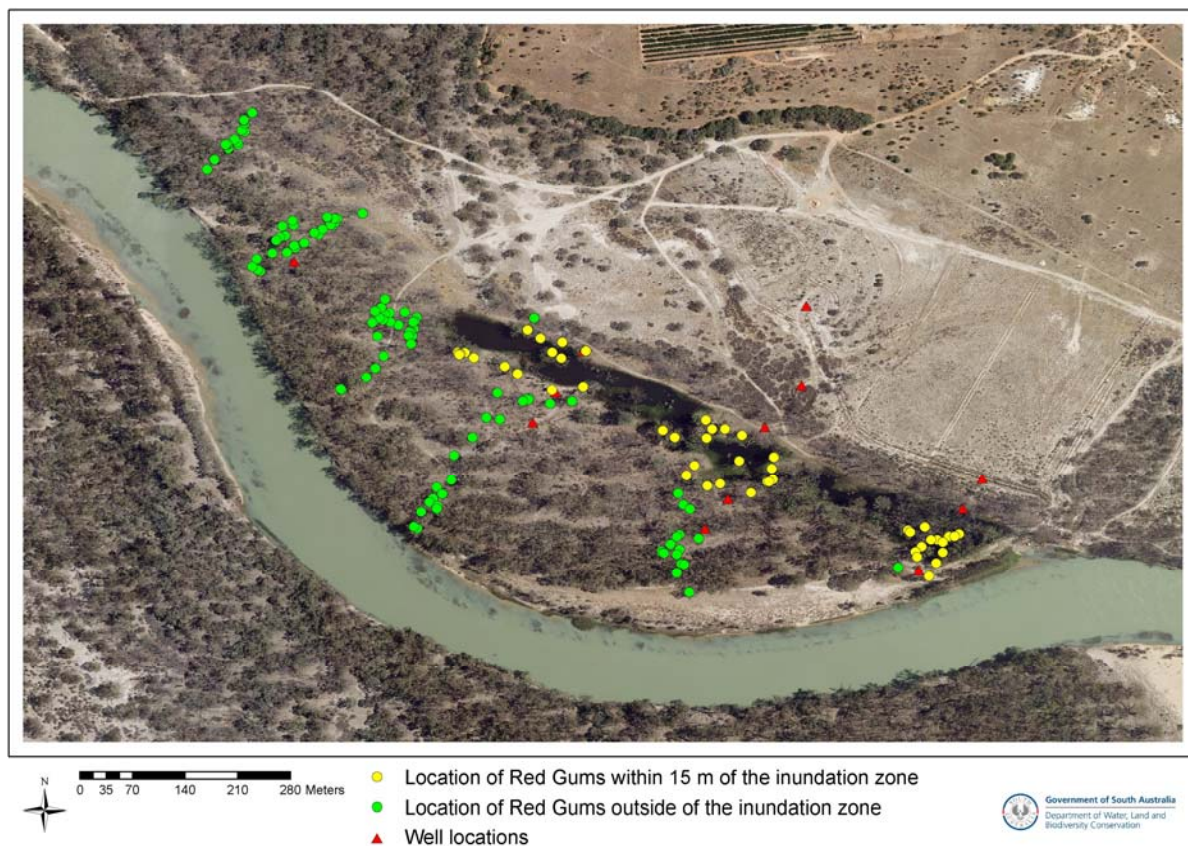 N
0 35 70 140 210 280 Meters
Location of Red Gums within 15 m of the inundation zone
Location of Red Gums outside of the inundation zone
Well locations
Government of South Australia
Department of Water, Land and
Biodiversity Conservation